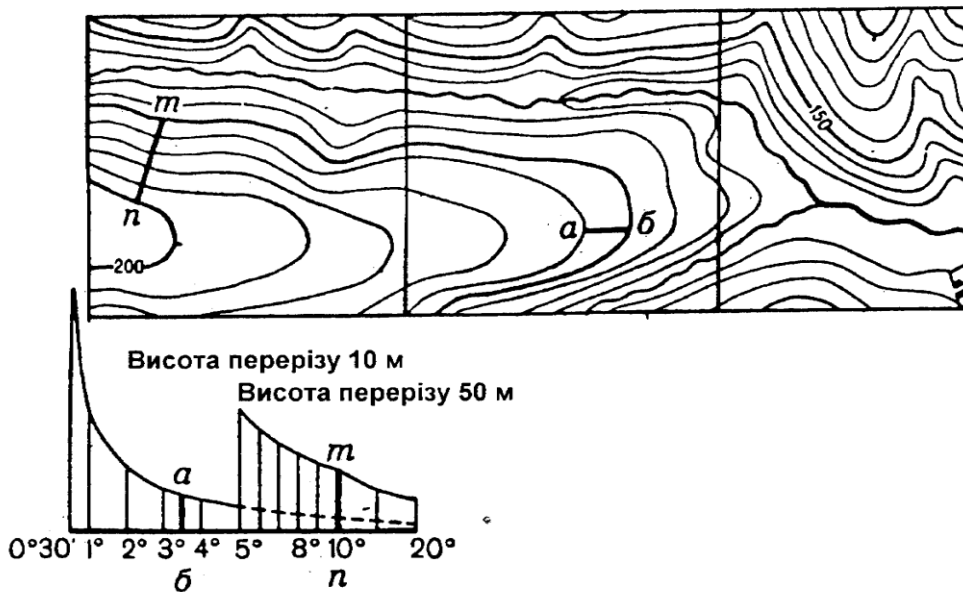 m
150
n
а
б
200
Висота перерізу 10 м
Висота перерізу 50 м
а
m
0°30' 1° 2° 3° 4° 5° 8° 10° 20°
б
n